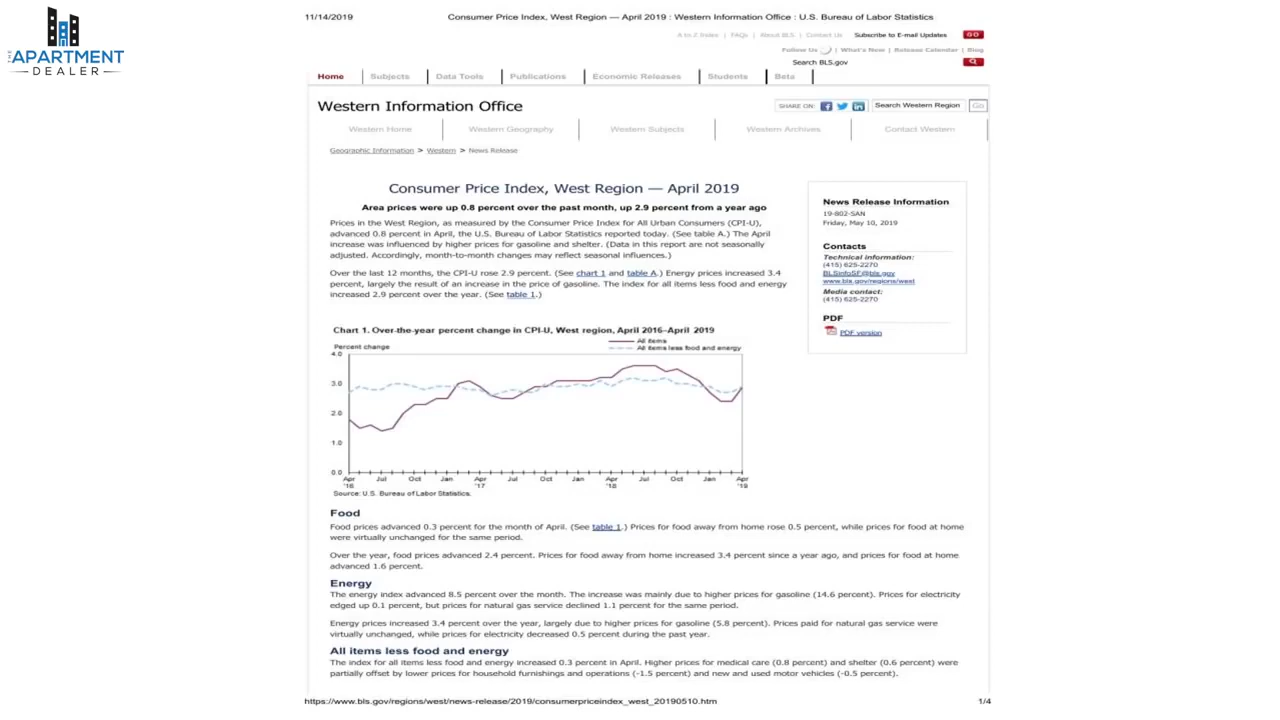 THE
APARTMENT
DEALER
11/14/2019 Consumer Price Index, West Region — April 2019 : Western Information Office : U.S. Bureau of Labor Statistics
A to Z Index | FAQs | About BLS | Contact Us Subscribe to E-mail Updates GO
Follow Us | What's New | Release Calendar | Blog
Search BLS.gov
Home Subjects Data Tools Publications Economic Releases Students Beta
Western Information Office SHARE ON: Search Western Region Go
Western Home Western Geography Western Subjects Western Archives Contact Western
Geographic Information > Western > News Release
Consumer Price Index, West Region — April 2019
Area prices were up 0.8 percent over the past month, up 2.9 percent from a year ago
Prices in the West Region, as measured by the Consumer Price Index for All Urban Consumers (CPI-U),
advanced 0.8 percent in April, the U.S. Bureau of Labor Statistics reported today. (See table A.) The April
increase was influenced by higher prices for gasoline and shelter. (Data in this report are not seasonally
adjusted. Accordingly, month-to-month changes may reflect seasonal influences.)
Over the last 12 months, the CPI-U rose 2.9 percent. (See chart 1 and table A.) Energy prices increased 3.4
percent, largely the result of an increase in the price of gasoline. The index for all items less food and energy
increased 2.9 percent over the year. (See table 1.)
News Release Information
19-802-SAN
Friday, May 10, 2019
Contacts
Technical information:
(415) 625-2270
BLSinfoSF@bls.gov
www.bls.gov/regions/west
Media contact:
(415) 625-2270
PDF
PDF version
Chart 1. Over-the-year percent change in CPI-U, West region, April 2016–April 2019
All items
All items less food and energy
Percent change
4.0
3.0
2.0
1.0
0.0
Apr Jul Oct Jan Apr Jul Oct Jan Apr Jul Oct Jan Apr
'16 '17 '18 '19
Source: U.S. Bureau of Labor Statistics.
Food
Food prices advanced 0.3 percent for the month of April. (See table 1.) Prices for food away from home rose 0.5 percent, while prices for food at home
were virtually unchanged for the same period.
Over the year, food prices advanced 2.4 percent. Prices for food away from home increased 3.4 percent since a year ago, and prices for food at home
advanced 1.6 percent.
Energy
The energy index advanced 8.5 percent over the month. The increase was mainly due to higher prices for gasoline (14.6 percent). Prices for electricity
edged up 0.1 percent, but prices for natural gas service declined 1.1 percent for the same period.
Energy prices increased 3.4 percent over the year, largely due to higher prices for gasoline (5.8 percent). Prices paid for natural gas service were
virtually unchanged, while prices for electricity decreased 0.5 percent during the past year.
All items less food and energy
The index for all items less food and energy increased 0.3 percent in April. Higher prices for medical care (0.8 percent) and shelter (0.6 percent) were
partially offset by lower prices for household furnishings and operations (-1.5 percent) and new and used motor vehicles (-0.5 percent).
https://www.bls.gov/regions/west/news-release/2019/consumerpriceindex_west_20190510.htm 1/4